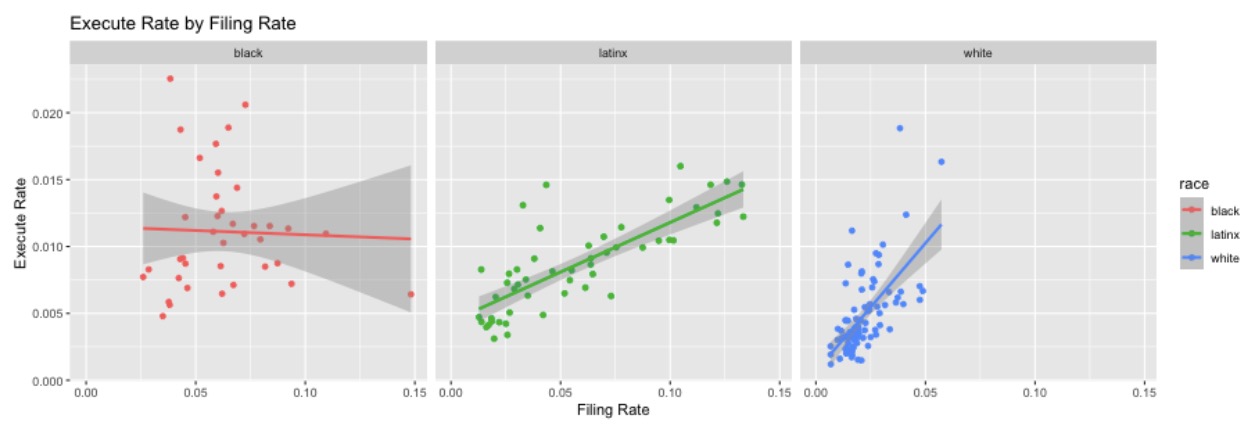 Execute Rate by Filing Rate
black latinx white
0.020
0.015
0.010
0.005
0.000
Execute Rate
0.00 0.05 0.10 0.15 0.00 0.05 0.10 0.15 0.00 0.05 0.10 0.15
Filing Rate
race
black
latinx
white